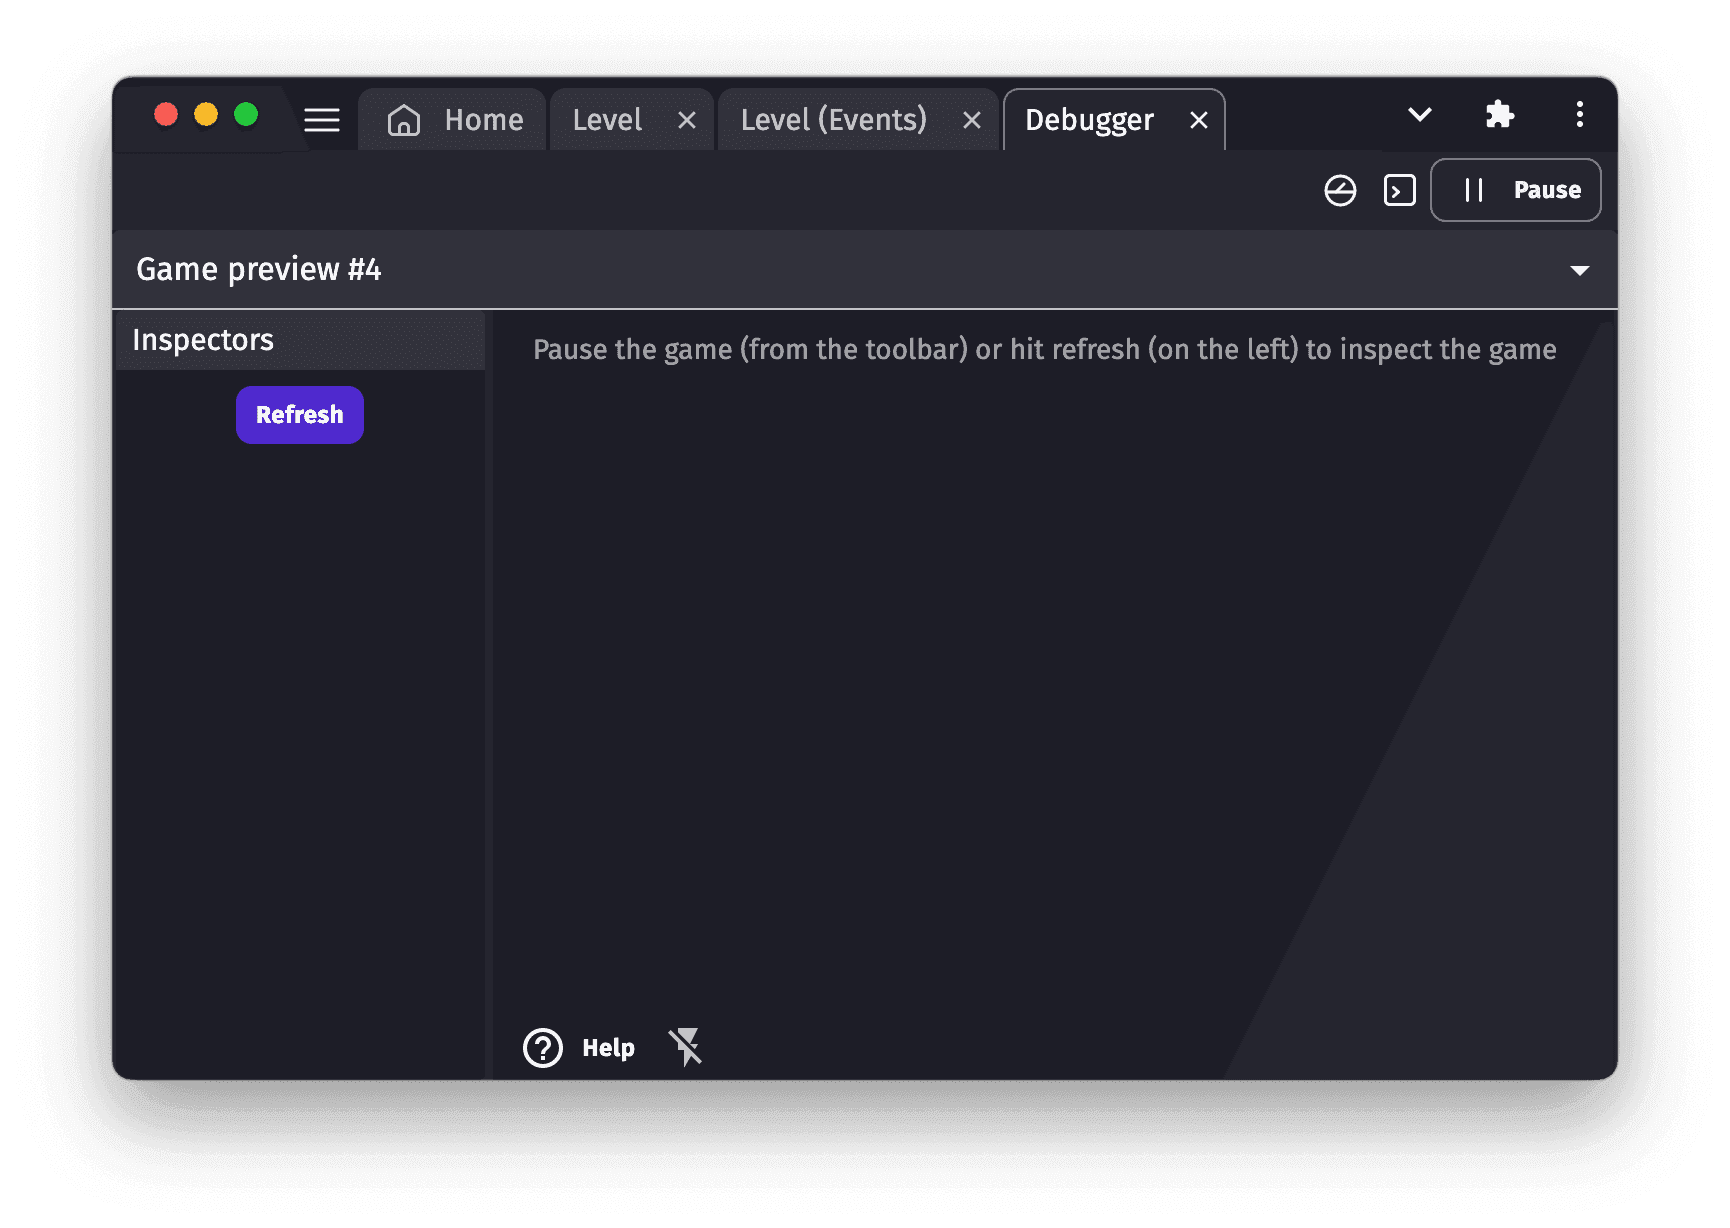 Home
Level
Level (Events)
Debugger
Pause
Game preview #4
Inspectors
Pause the game (from the toolbar) or hit refresh (on the left) to inspect the game
Refresh
Help